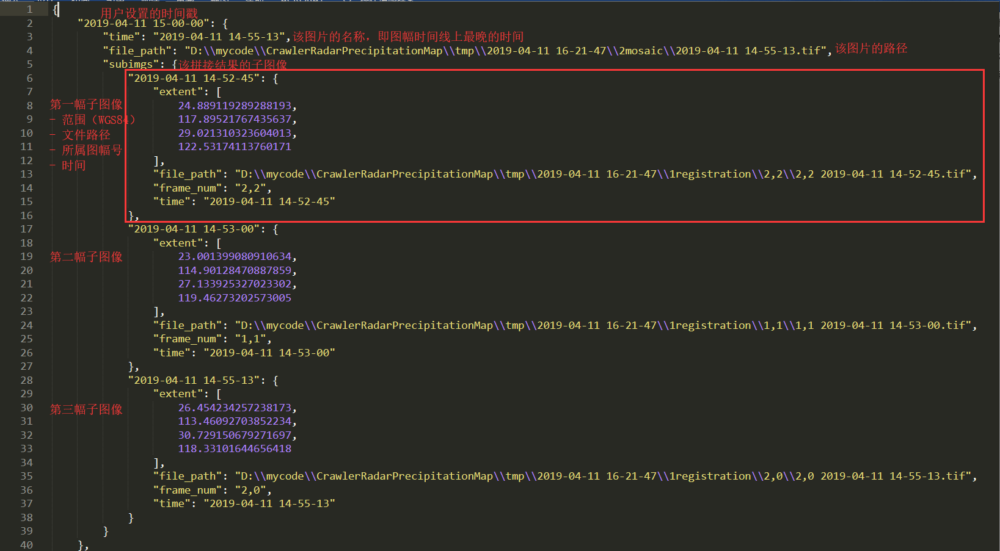 1 {
用户设置的时间戳
2 "2019-04-11 15-00-00": {
3 "time": "2019-04-11 14-55-13",该图片的名称，即图幅时间线上最晚的时间
4 "file_path": "D:\\mycode\\CrawlerRadarPrecipitationMap\\tmp\\2019-04-11 16-21-47\\2mosaic\\2019-04-11 14-55-13.tif",该图片的路径
5 "subimgs": {该拼接结果的子图像
6 "2019-04-11 14-52-45": {
7 "extent": [
第一幅子图像
8 24.889119289288193,
9 117.89521767435637,
- 范围（WGS84）
10 29.021310323604013,
- 文件路径
11 122.53174113760171
- 所属图幅号
12 ],
- 时间
13 "file_path": "D:\\mycode\\CrawlerRadarPrecipitationMap\\tmp\\2019-04-11 16-21-47\\1registration\\2,2\\2,2 2019-04-11 14-52-45.tif",
14 "frame_num": "2,2",
15 "time": "2019-04-11 14-52-45"
16 },
17 "2019-04-11 14-53-00": {
18 "extent": [
第二幅子图像
19 23.001399080910634,
20 114.90128470887859,
21 27.133925327023302,
22 119.46273202573005
23 ],
24 "file_path": "D:\\mycode\\CrawlerRadarPrecipitationMap\\tmp\\2019-04-11 16-21-47\\1registration\\1,1\\1,1 2019-04-11 14-53-00.tif",
25 "frame_num": "1,1",
26 "time": "2019-04-11 14-53-00"
27 },
28 "2019-04-11 14-55-13": {
29 "extent": [
第三幅子图像
30 26.454234257238173,
31 113.46092703852234,
32 30.729150679271697,
33 118.33101644656418
34 ],
35 "file_path": "D:\\mycode\\CrawlerRadarPrecipitationMap\\tmp\\2019-04-11 16-21-47\\1registration\\2,0\\2,0 2019-04-11 14-55-13.tif",
36 "frame_num": "2,0",
37 "time": "2019-04-11 14-55-13"
38 }
39 }
40 },